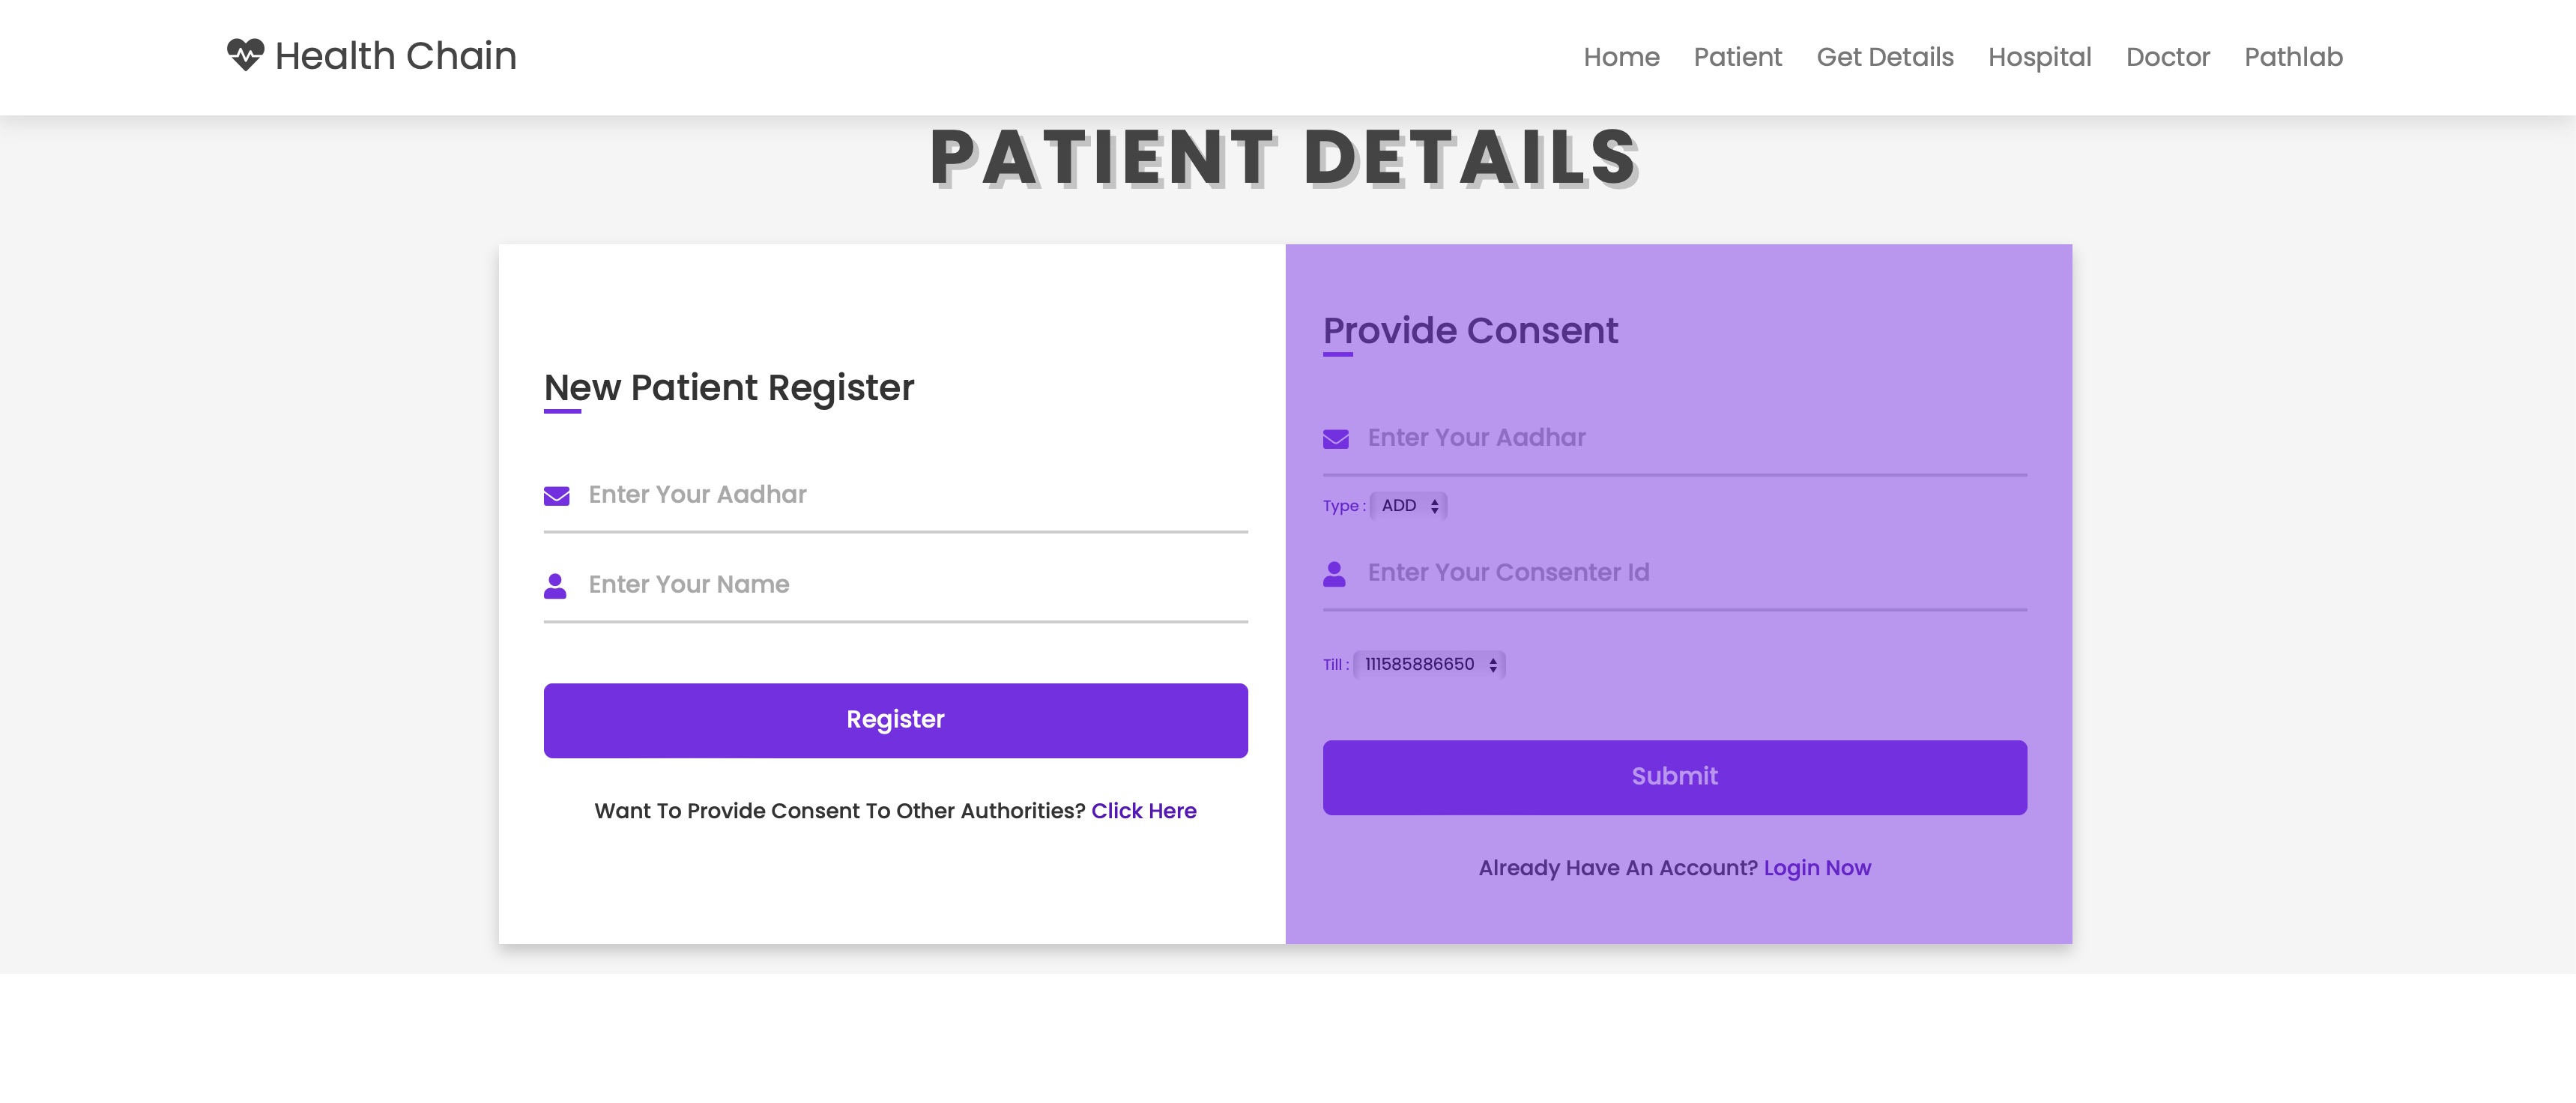 Health Chain
Home Patient Get Details Hospital Doctor Pathlab
PATIENT DETAILS
New Patient Register
Enter Your Aadhar
Enter Your Name
Register
Want To Provide Consent To Other Authorities? Click Here
Provide Consent
Enter Your Aadhar
Type : ADD
Enter Your Consenter Id
Till : 111585886650
Submit
Already Have An Account? Login Now